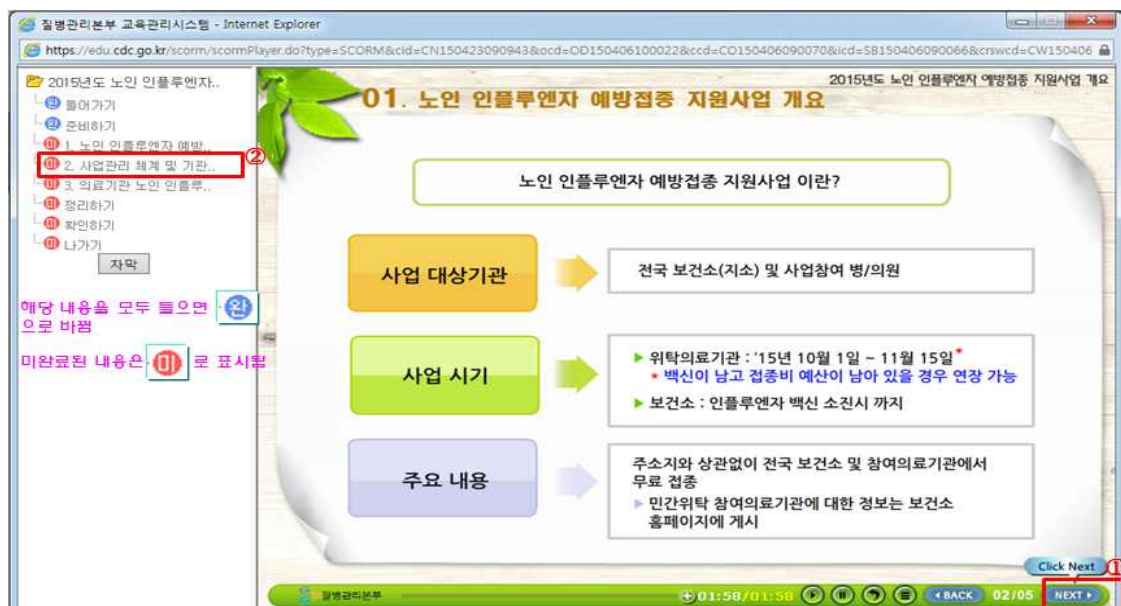 질병관리본부 교육관리시스템 - Internet Explorer
https://edu.cdc.go.kr/scorm/scormPlayer.do?type=SCORM&cid=CN150423090943&ocd=OD150406100022&ccd=CO150406090070&icd=SB150406090066&crswcd=CW150406
2015년도 노인 인플루엔자..
완 들어가기
완 준비하기
미 1. 노인 인플루엔자 예방..
미 2. 사업관리 체계 및 기관..
②
미 3. 의료기관 노인 인플루..
미 정리하기
미 확인하기
미 나가기
자막
해당 내용을 모두 들으면 완
으로 바뀜
미완료된 내용은 미 로 표시됨
2015년도 노인 인플루엔자 예방접종 지원사업 개요
01. 노인 인플루엔자 예방접종 지원사업 개요
노인 인플루엔자 예방접종 지원사업 이란?
사업 대상기관
전국 보건소(지소) 및 사업참여 병/의원
사업 시기
▶ 위탁의료기관 : '15년 10월 1일 ~ 11월 15일*
* 백신이 남고 접종비 예산이 남아 있을 경우 연장 가능
▶ 보건소 : 인플루엔자 백신 소진시 까지
주요 내용
주소지와 상관없이 전국 보건소 및 참여의료기관에서
무료 접종
▶ 민간위탁 참여의료기관에 대한 정보는 보건소
홈페이지에 게시
Click Next
①
질병관리본부
01:58/01:58
BACK
02/05
NEXT